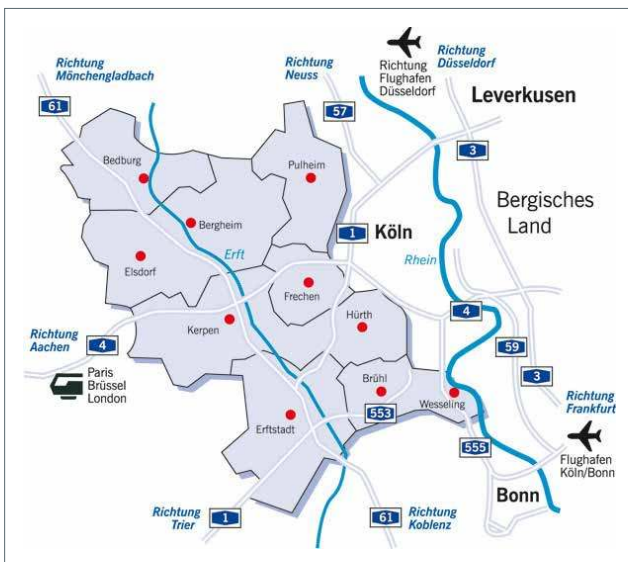 Richtung
Mönchengladbach
61
Richtung
Neuss
57
Richtung
Flughafen
Düsseldorf
Richtung
Düsseldorf
Leverkusen
3
Bedburg
Pulheim
Bergheim
Bergisches
Land
1
Köln
Elsdorf
Erft
Rhein
Frechen
Kerpen
Hürth
4
59
Richtung
Aachen
4
Paris
Brüssel
London
3
Brühl
Wesseling
553
Erftstadt
555
Richtung
Frankfurt
Flughafen
Köln/Bonn
Bonn
Richtung
Trier
1
61
Richtung
Koblenz